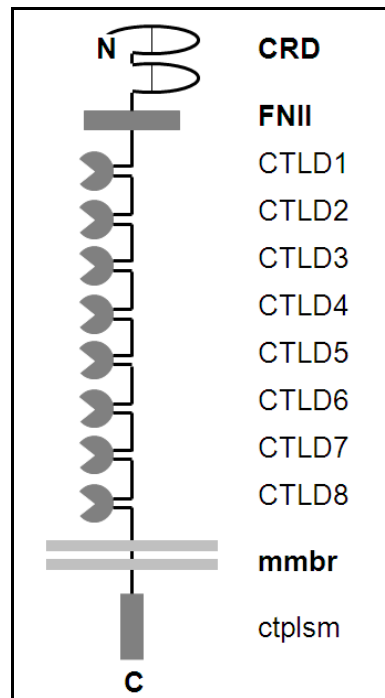 N CRD
FNII
CTLD1
CTLD2
CTLD3
CTLD4
CTLD5
CTLD6
CTLD7
CTLD8
mmbr
ctplsm
C